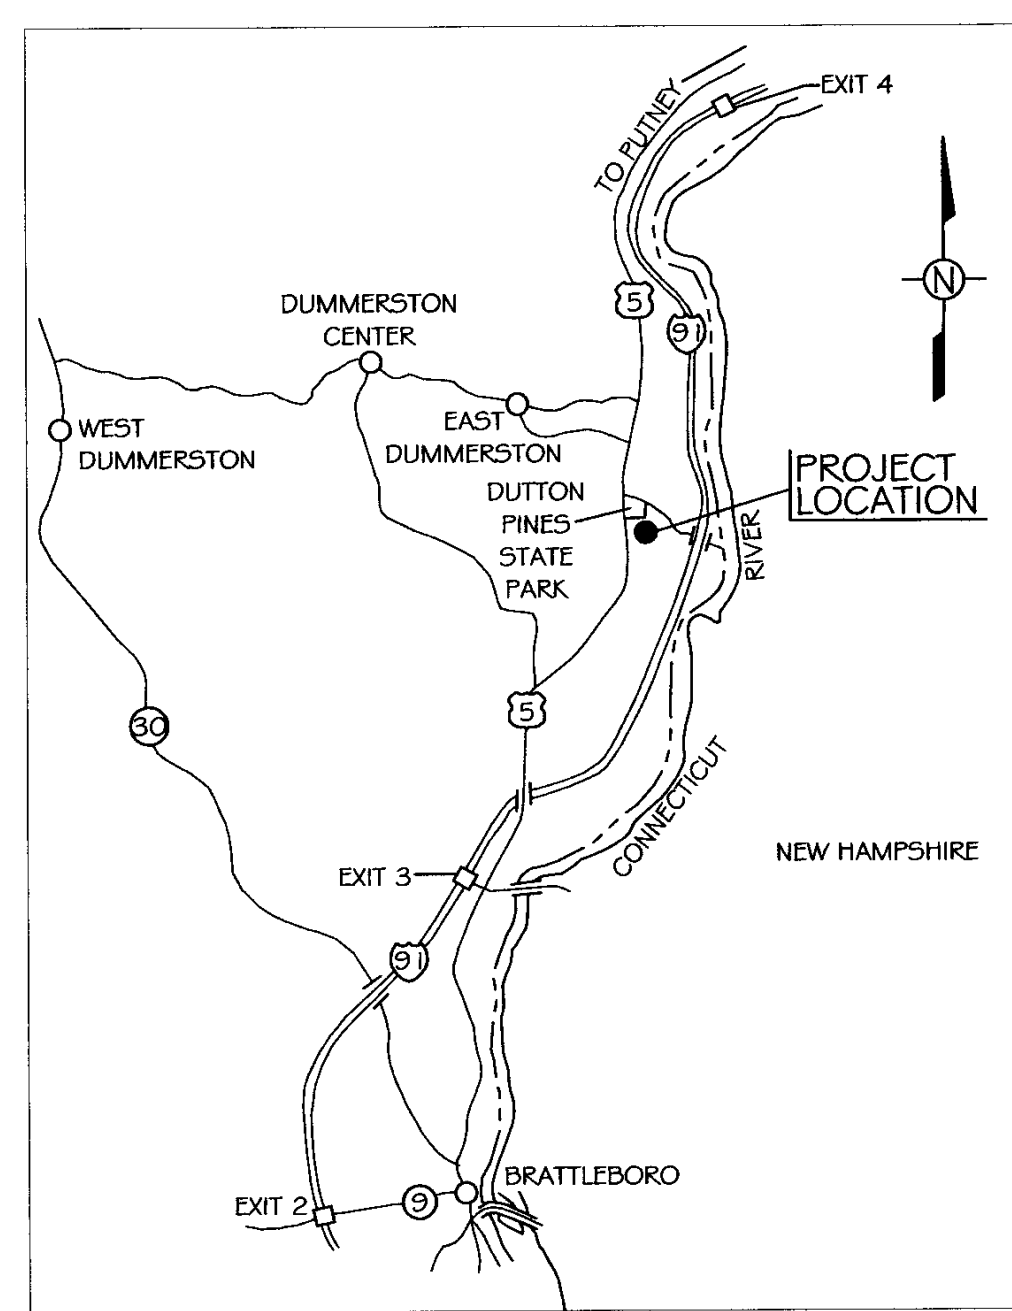 EXIT 4
TO PUTNEY
N
5
DUMMERSTON
CENTER
91
WEST
DUMMERSTON
EAST
DUMMERSTON
PROJECT
LOCATION
DUTTON
PINES
STATE
PARK
RIVER
5
30
CONNECTICUT
NEW HAMPSHIRE
EXIT 3
91
BRATTLEBORO
EXIT 2
9